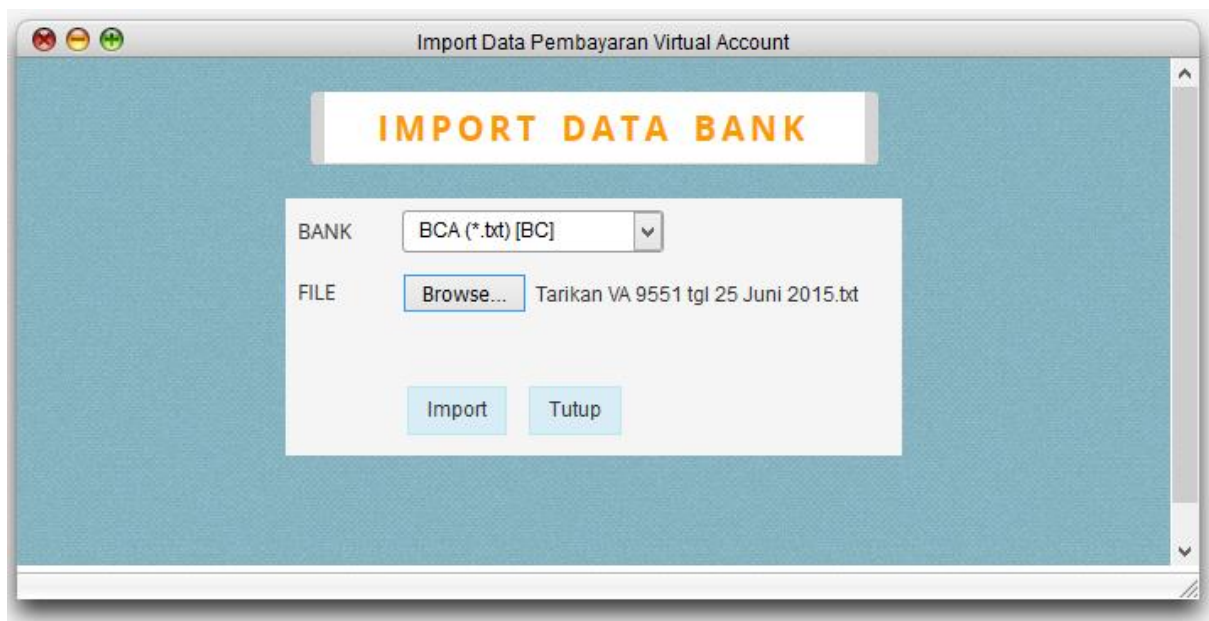 Import Data Pembayaran Virtual Account
IMPORT DATA BANK
BANK BCA (*.txt) [BC]
FILE Browse... Tarikan VA 9551 tgl 25 Juni 2015.txt
Import Tutup